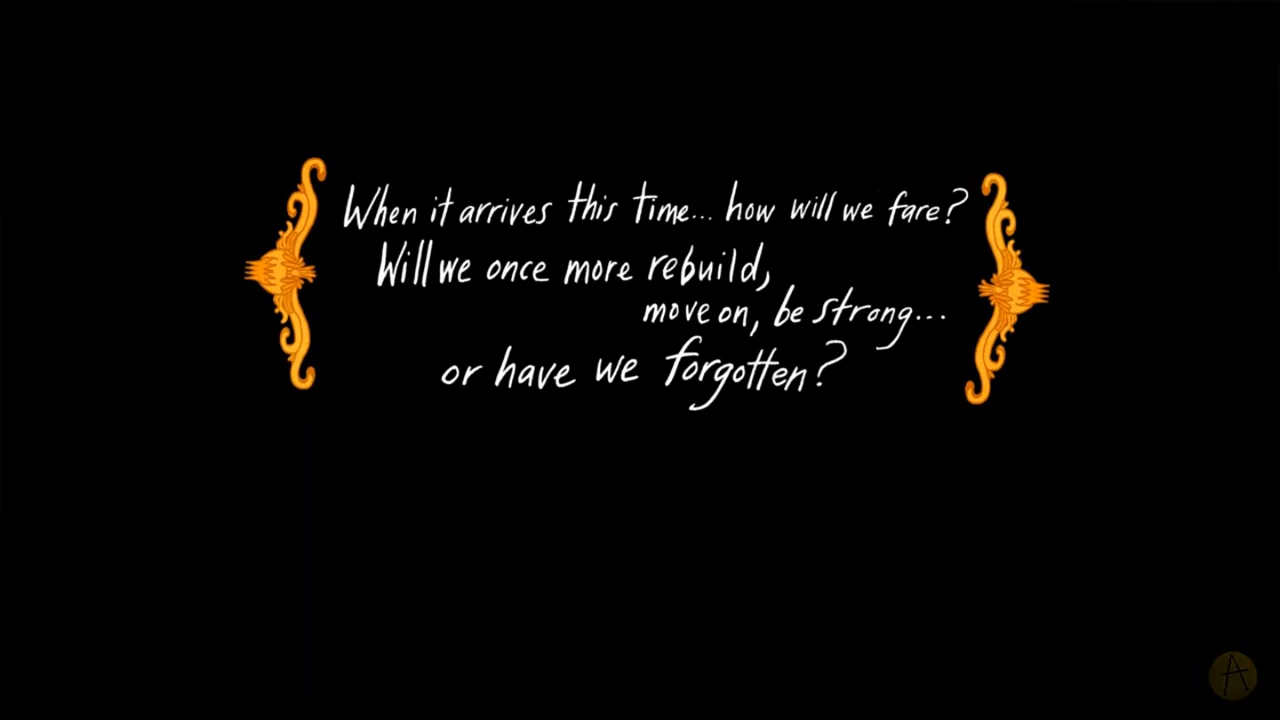 When it arrives this time... how will we fare?
Will we once more rebuild,
move on, be strong...
or have we forgotten?
A